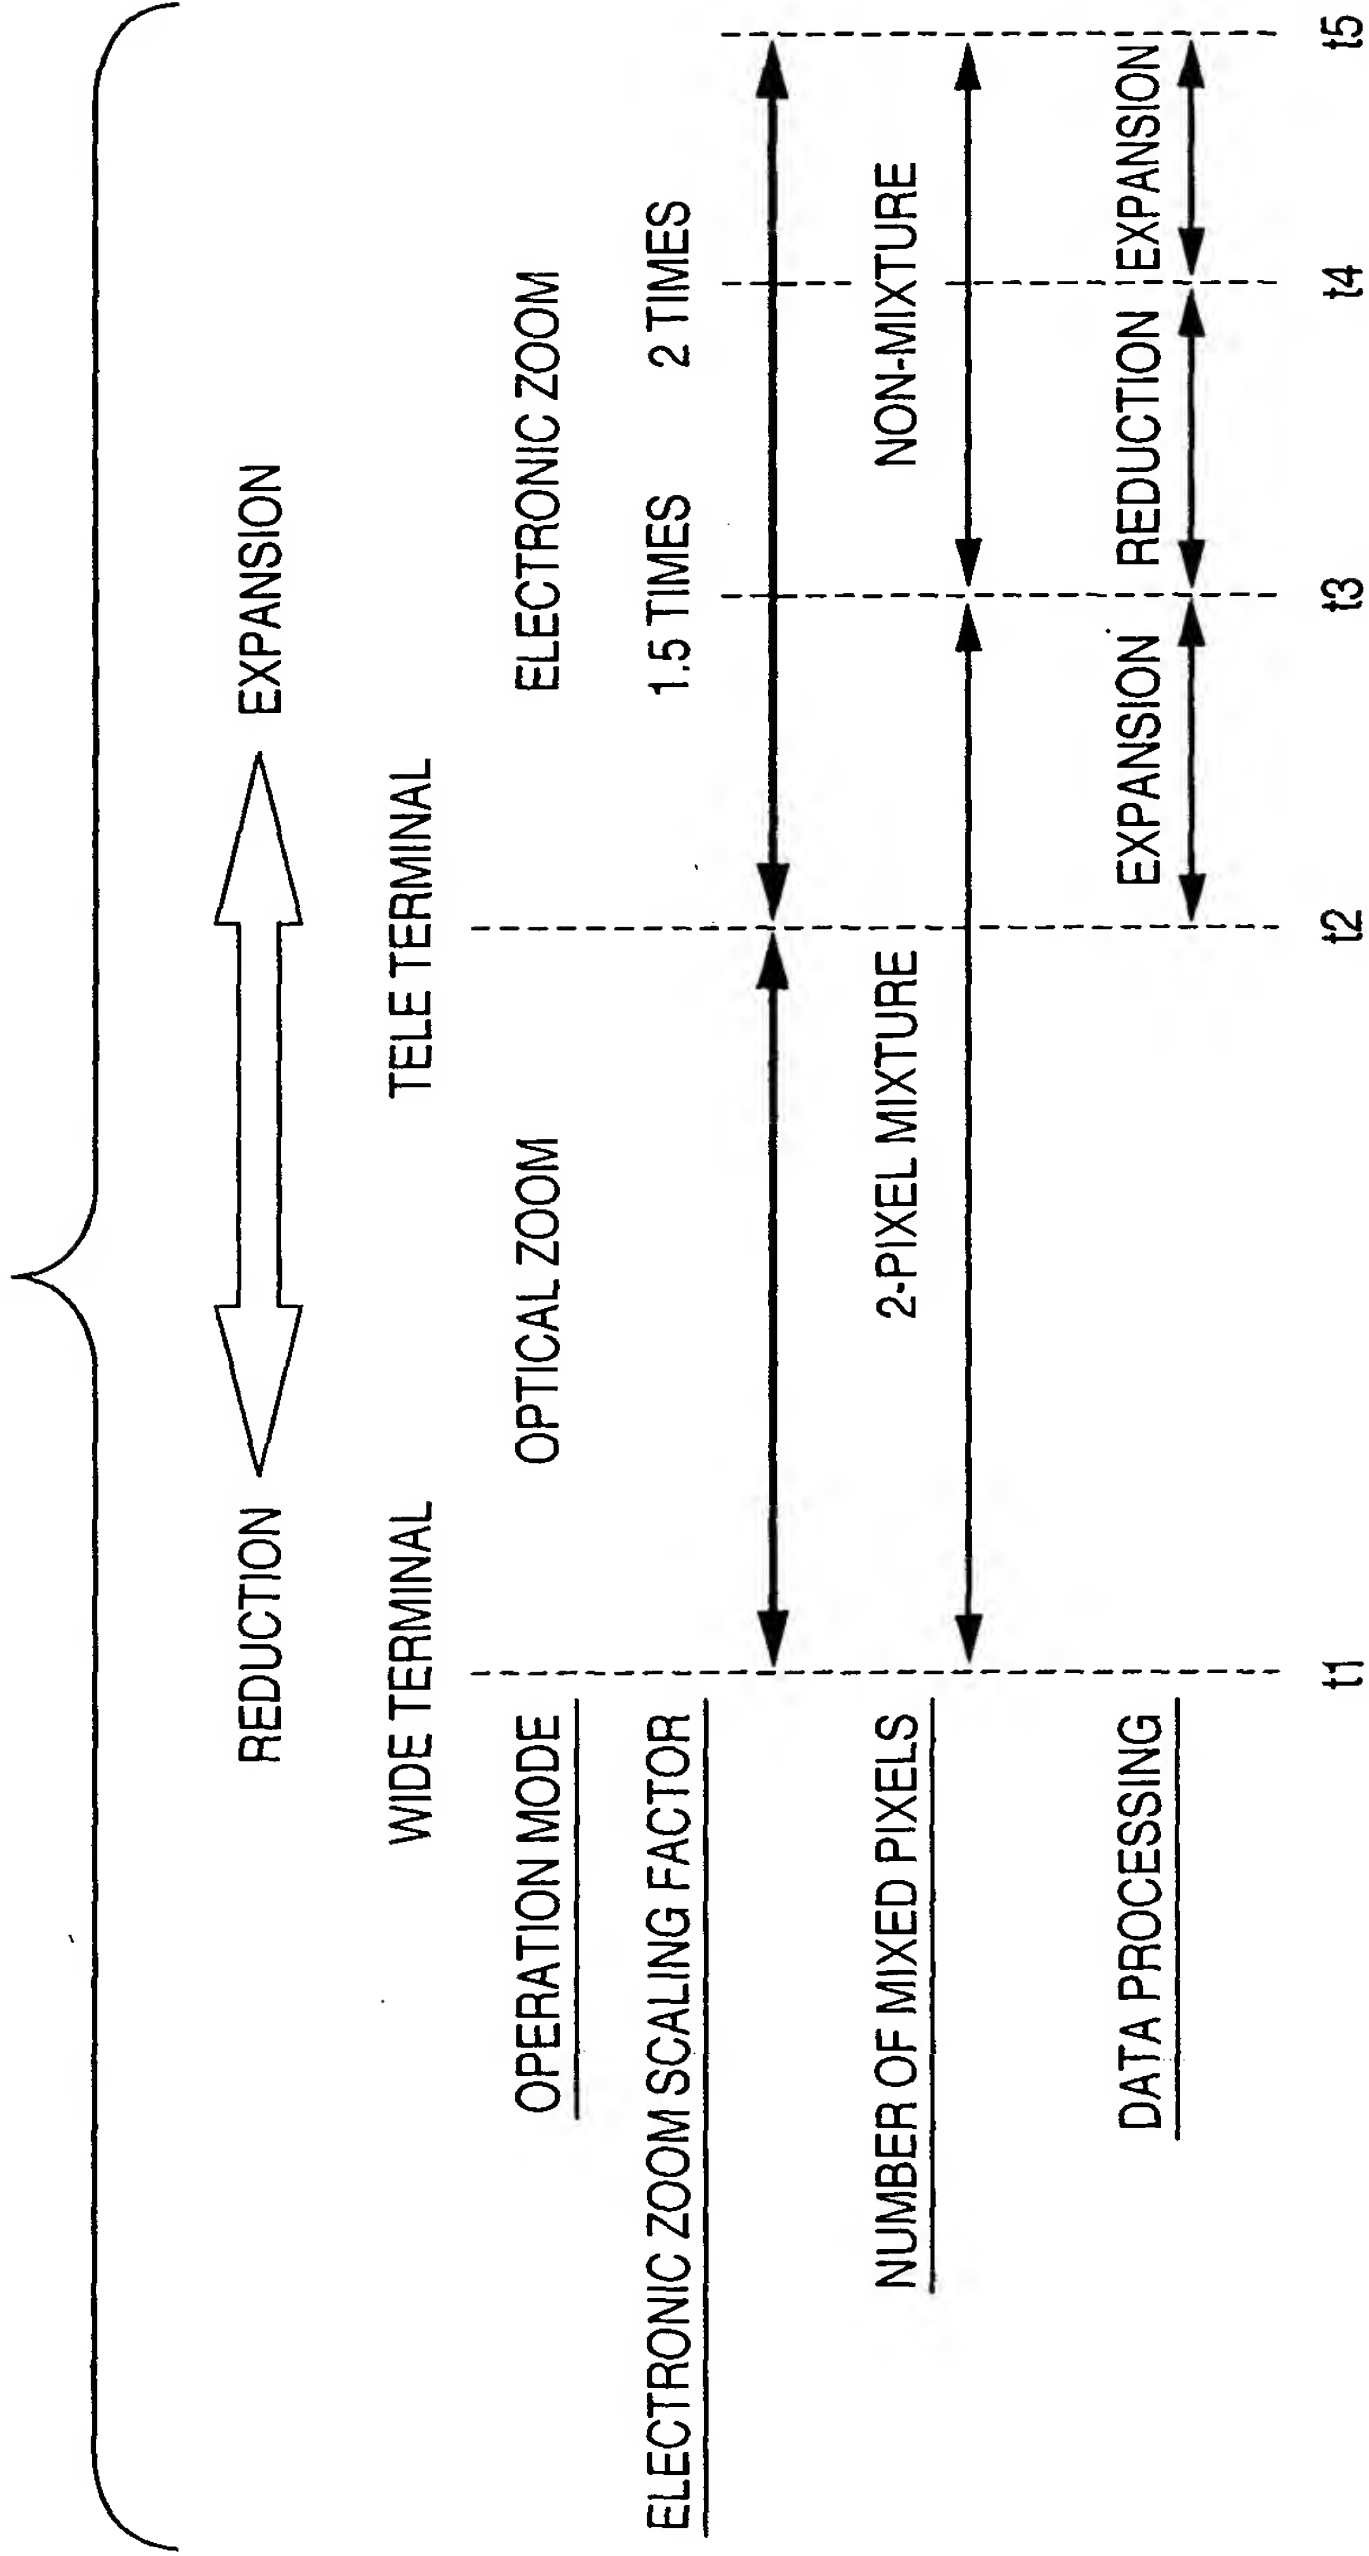 REDUCTION EXPANSION
WIDE TERMINAL TELE TERMINAL
OPERATION MODE OPTICAL ZOOM ELECTRONIC ZOOM
ELECTRONIC ZOOM SCALING FACTOR 1.5 TIMES 2 TIMES
NUMBER OF MIXED PIXELS 2-PIXEL MIXTURE NON-MIXTURE
DATA PROCESSING EXPANSION REDUCTION EXPANSION
t1 t2 t3 t4 t5